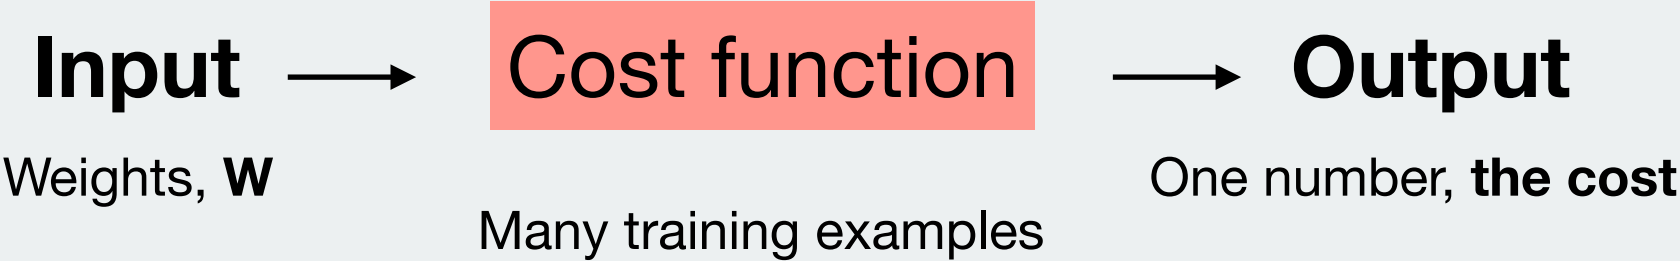 Input
Cost function
Output
Weights, W
One number, the cost
Many training examples